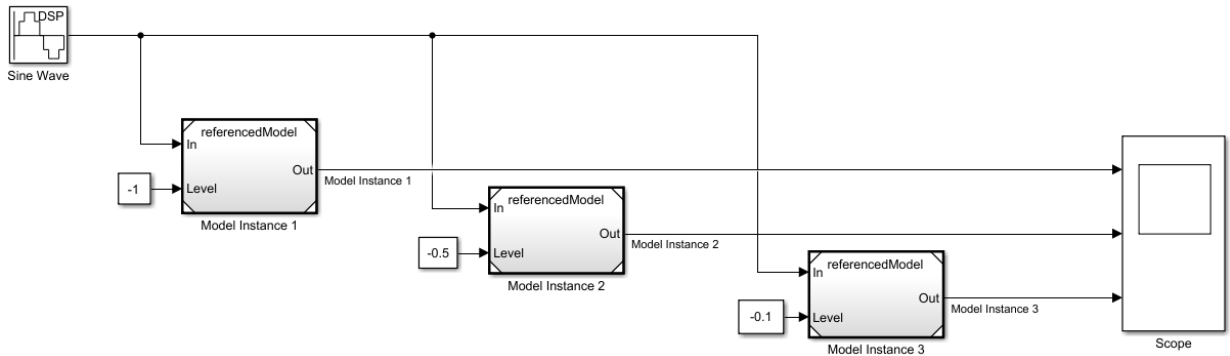 DSP
Sine Wave
referencedModel
In
Out
Model Instance 1
-1
Level
Model Instance 1
referencedModel
In
Out
Model Instance 2
-0.5
Level
Model Instance 2
referencedModel
In
Out
Model Instance 3
-0.1
Level
Model Instance 3
Scope